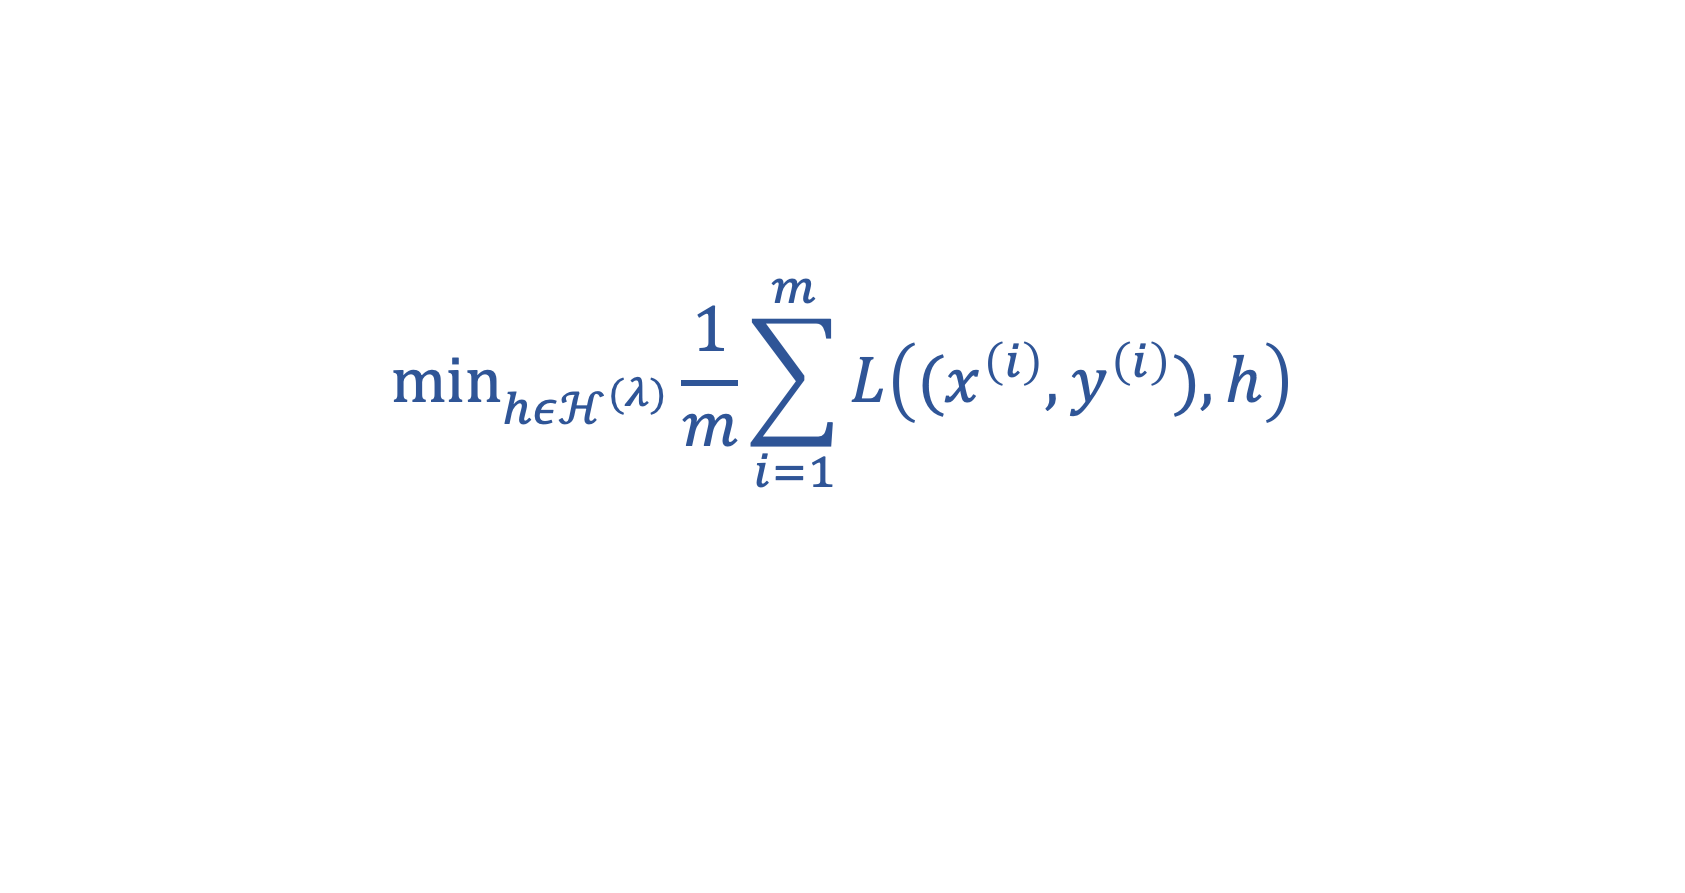 min_{h ϵ ℋ^{(λ)}} \frac{1}{m} \sum_{i=1}^{m} L((x^{(i)}, y^{(i)}), h)